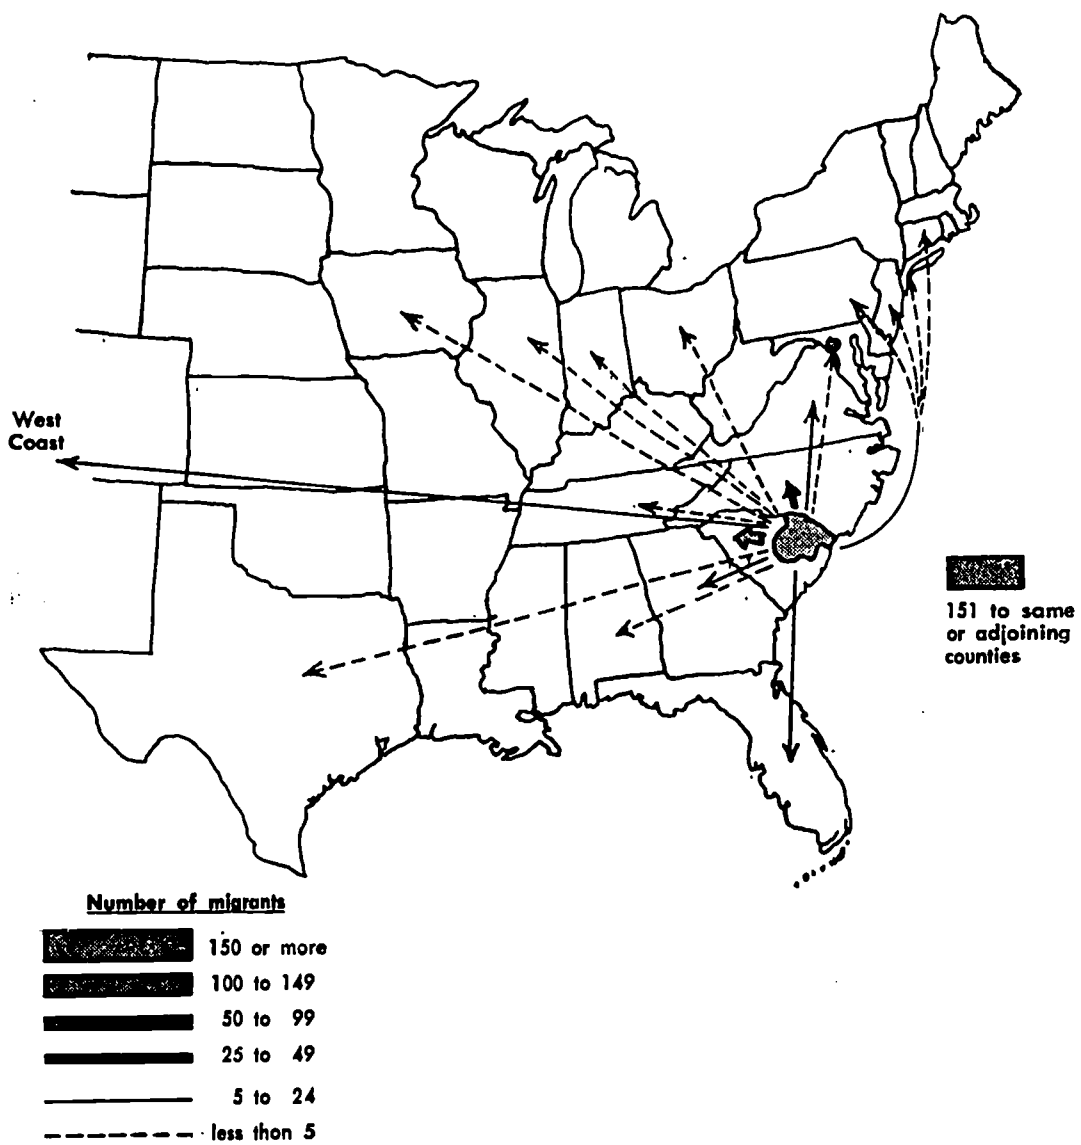 West
Coast
151 to same
or adjoining
counties
Number of migrants
150 or more
100 to 149
50 to 99
25 to 49
5 to 24
less than 5